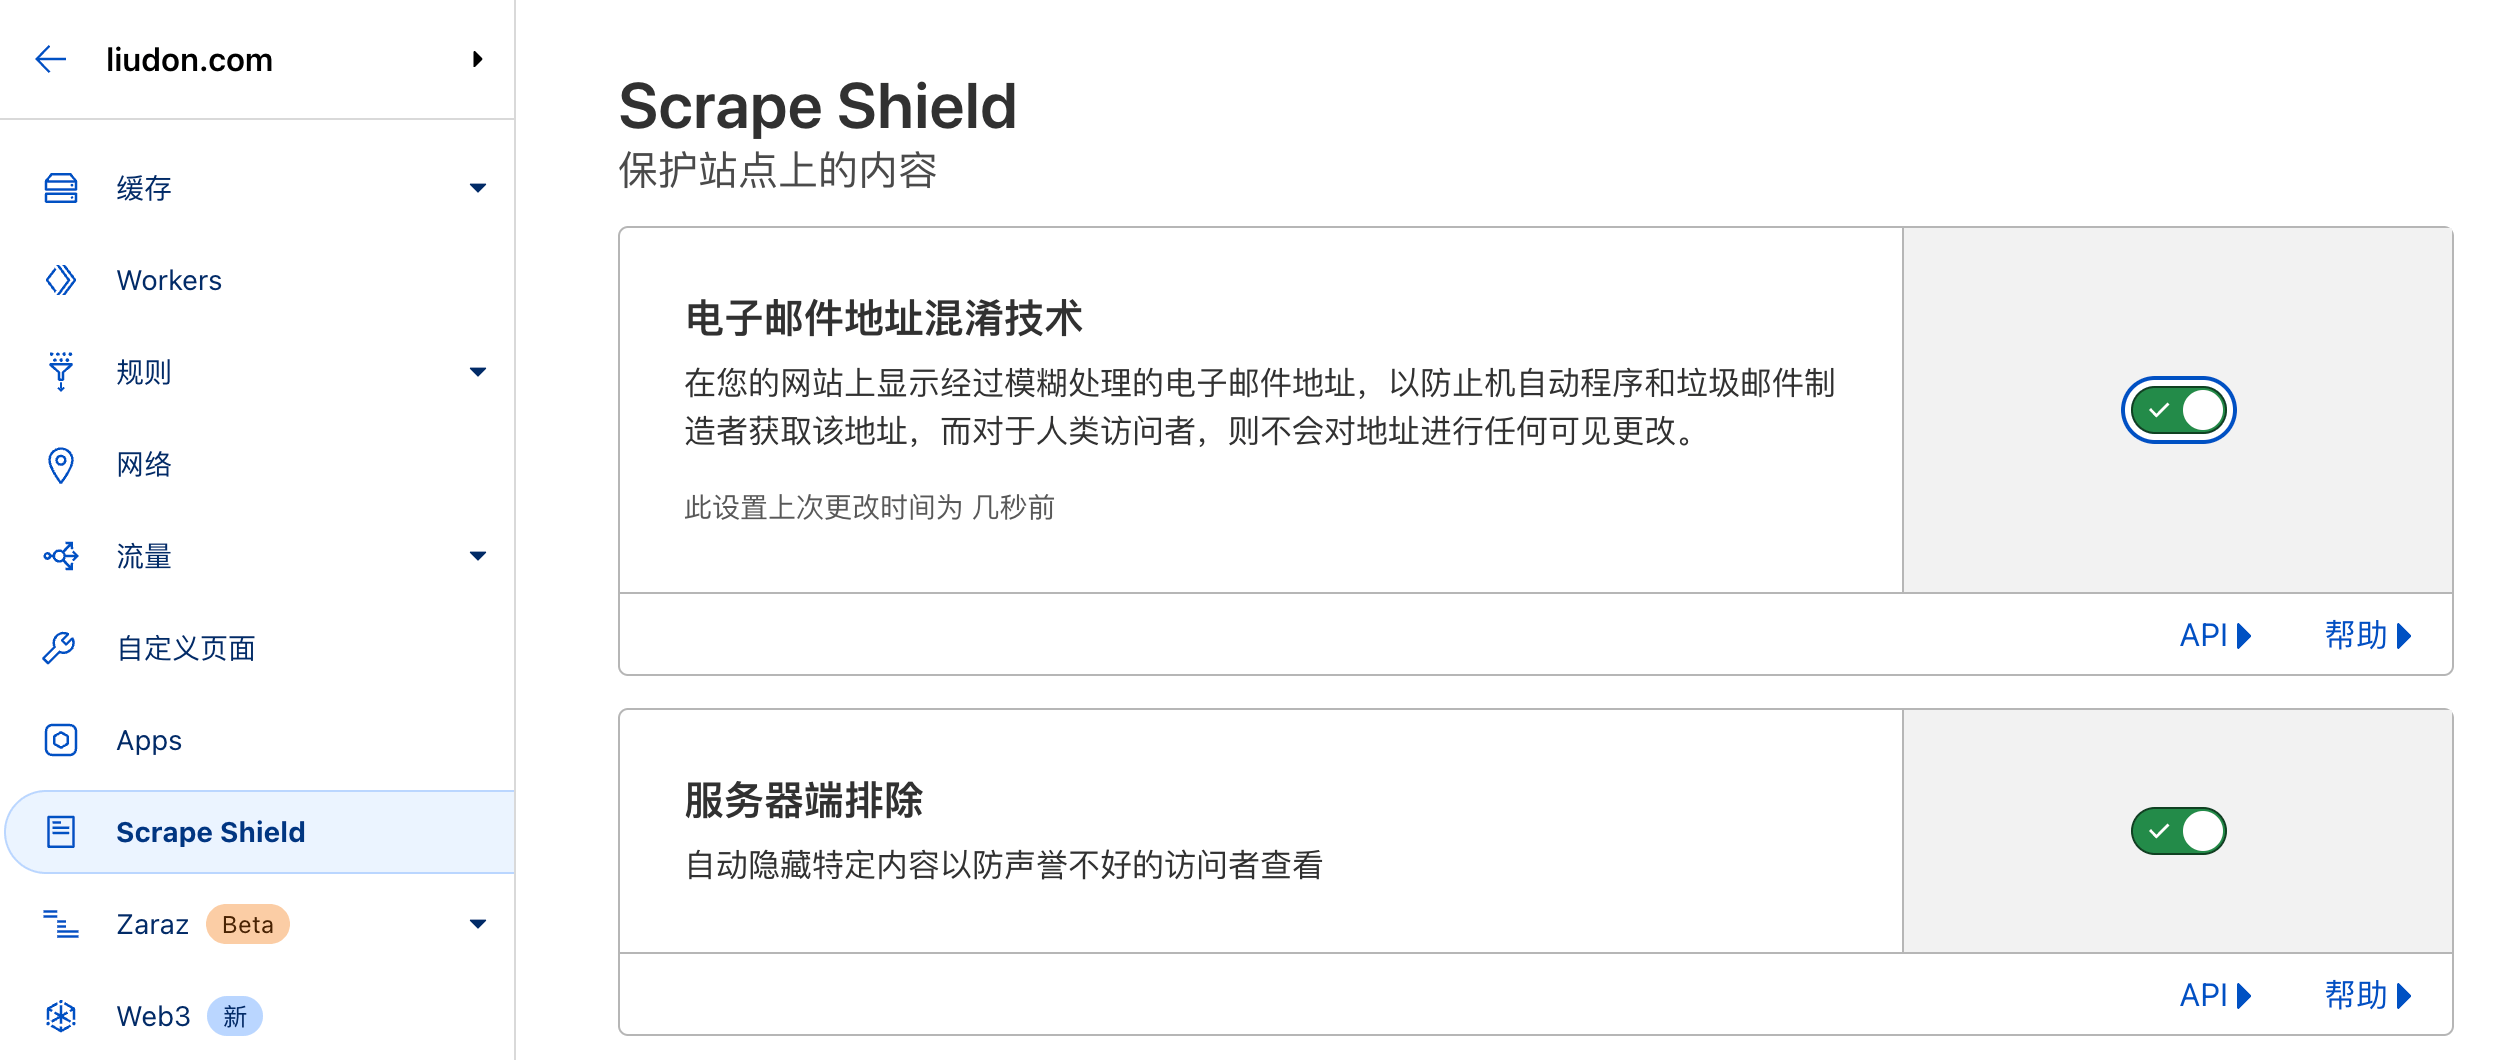 liudon.com
缓存
Workers
规则
网络
流量
自定义页面
Apps
Scrape Shield
Zaraz Beta
Web3 新
Scrape Shield
保护站点上的内容
电子邮件地址混淆技术
在您的网站上显示经过模糊处理的电子邮件地址，以防止机自动程序和垃圾邮件制
造者获取该地址，而对于人类访问者，则不会对地址进行任何可见更改。
此设置上次更改时间为 几秒前
API 帮助
服务器端排除
自动隐藏特定内容以防声誉不好的访问者查看
API 帮助